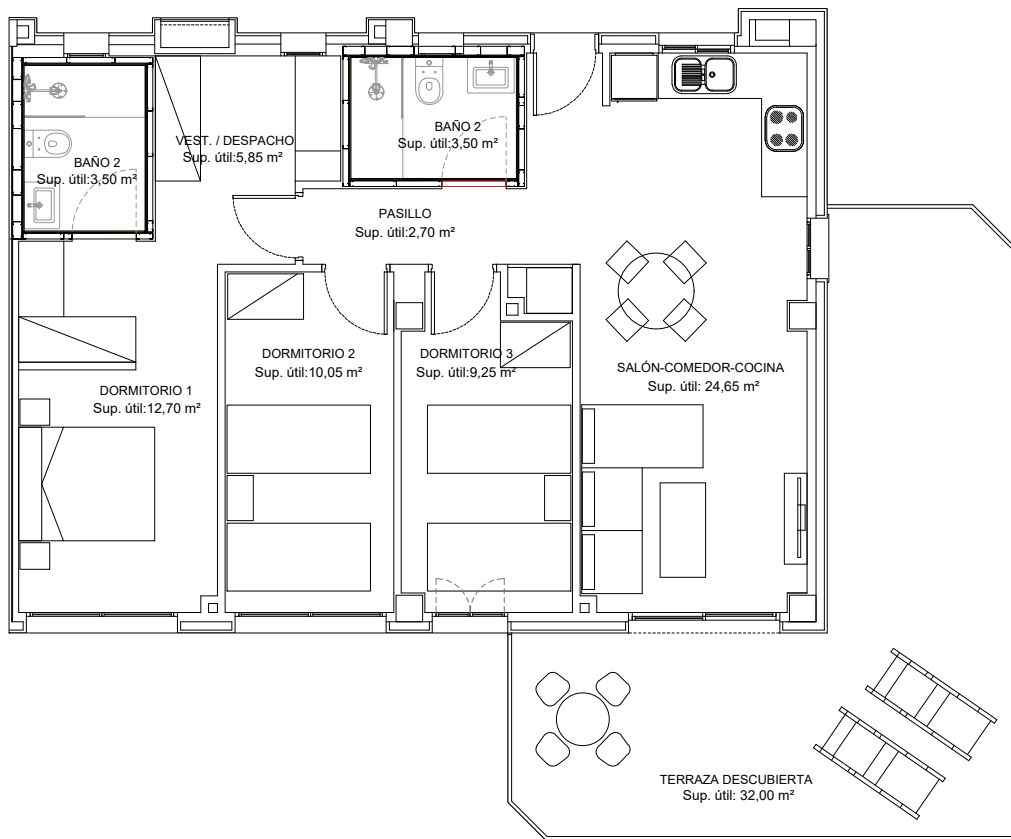 BAÑO 2
Sup. útil:3,50 m²
VEST. / DESPACHO
Sup. útil:5,85 m²
BAÑO 2
Sup. útil:3,50 m²
PASILLO
Sup. útil:2,70 m²
DORMITORIO 1
Sup. útil:12,70 m²
DORMITORIO 2
Sup. útil:10,05 m²
DORMITORIO 3
Sup. útil:9,25 m²
SALÓN-COMEDOR-COCINA
Sup. útil: 24,65 m²
TERRAZA DESCUBIERTA
Sup. útil: 32,00 m²